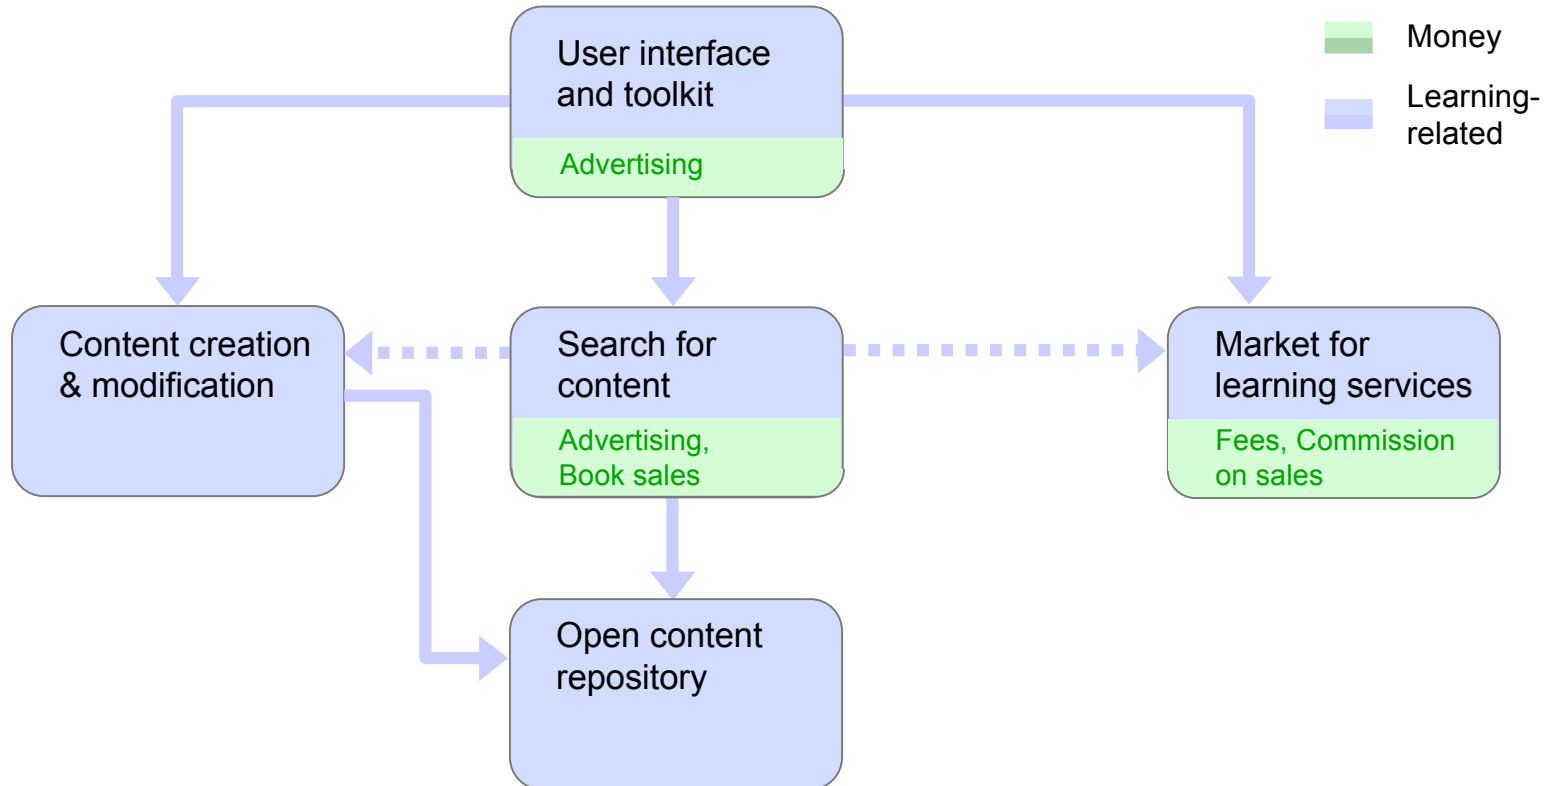 User interface
and toolkit
Advertising
Money
Learning-
related
Content creation
& modification
Search for
content
Advertising,
Book sales
Market for
learning services
Fees, Commission
on sales
Open content
repository